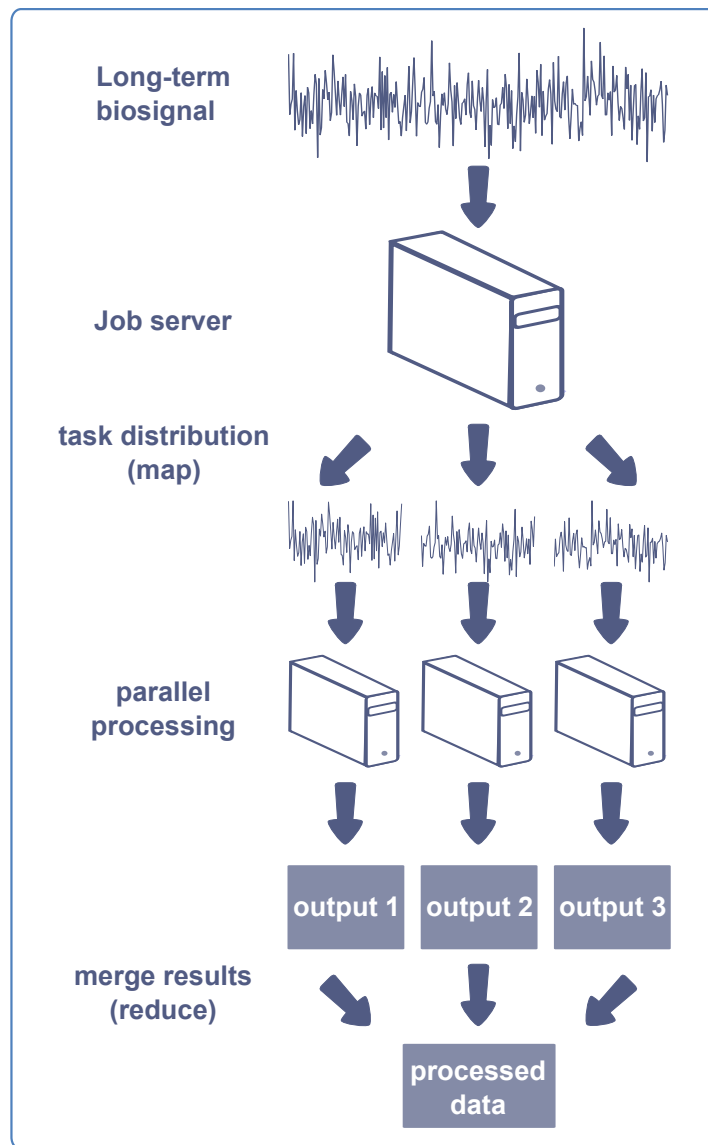 Long-term
biosignal
Job server
task distribution
(map)
parallel
processing
output 1
output 2
output 3
merge results
(reduce)
processed
data